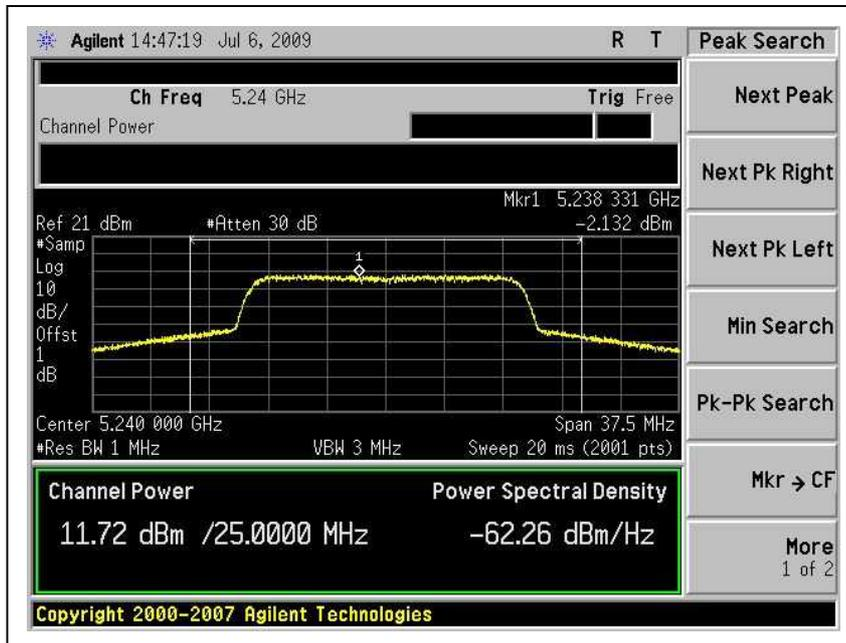 Agilent 14:47:19 Jul 6, 2009 R T
Peak Search
Ch Freq 5.24 GHz Trig Free
Channel Power
Next Peak
Next Pk Right
Mkr1 5.238 331 GHz
Ref 21 dBm #Atten 30 dB -2.132 dBm
#Samp
Log
10
dB/
Offst
1
dB
1
Next Pk Left
Min Search
Pk-Pk Search
Center 5.240 000 GHz Span 37.5 MHz
#Res BW 1 MHz VBW 3 MHz Sweep 20 ms (2001 pts)
Channel Power Power Spectral Density
11.72 dBm /25.0000 MHz -62.26 dBm/Hz
Mkr → CF
More
1 of 2
Copyright 2000-2007 Agilent Technologies